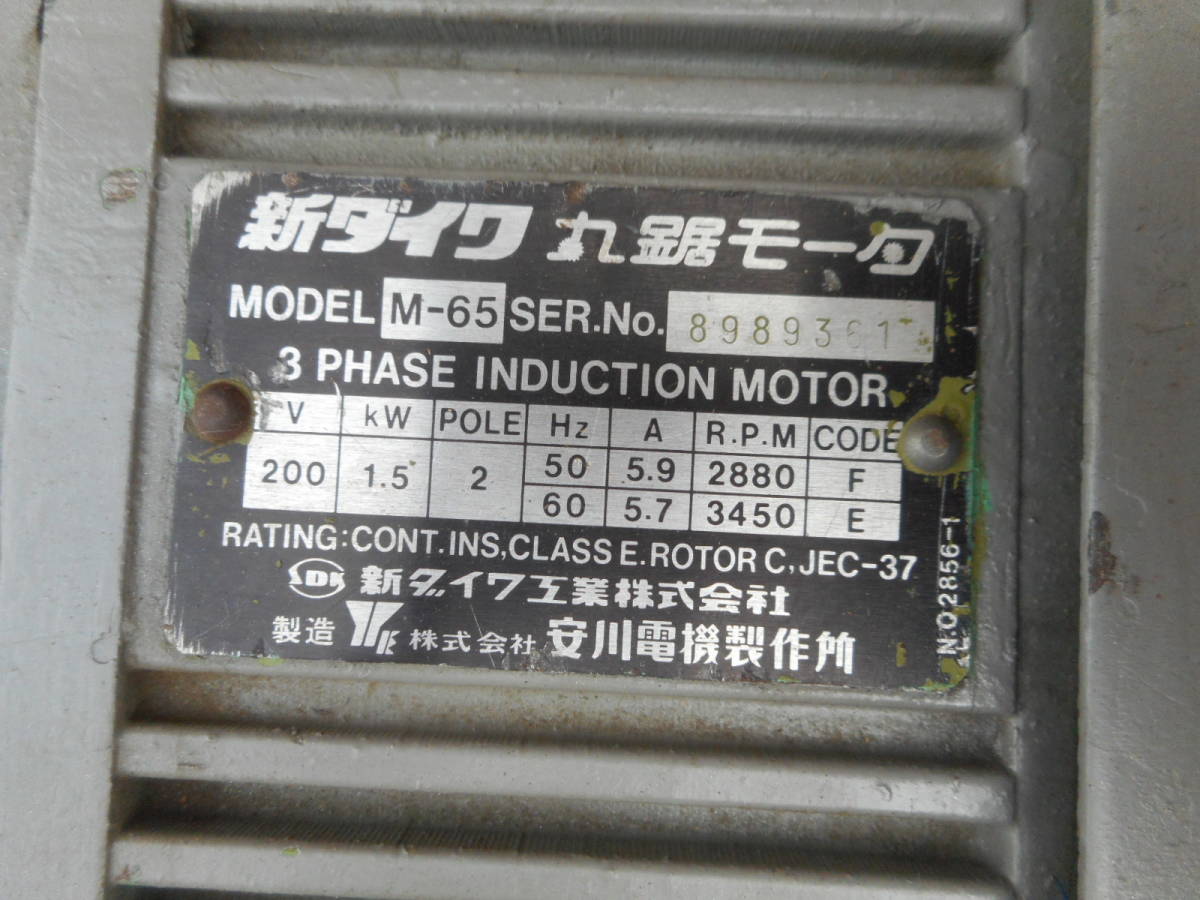 新ダイワ 丸鋸モータ
MODEL M-65 SER.No. 8989361
3 PHASE INDUCTION MOTOR
V kW POLE Hz A R.P.M CODE
200 1.5 2 50 5.9 2880 F
60 5.7 3450 E
RATING:CONT.INS,CLASS E.ROTOR C,JEC-37
SDK 新ダイワ工業株式会社
製造 株式会社 安川電機製作所
NO2856-1